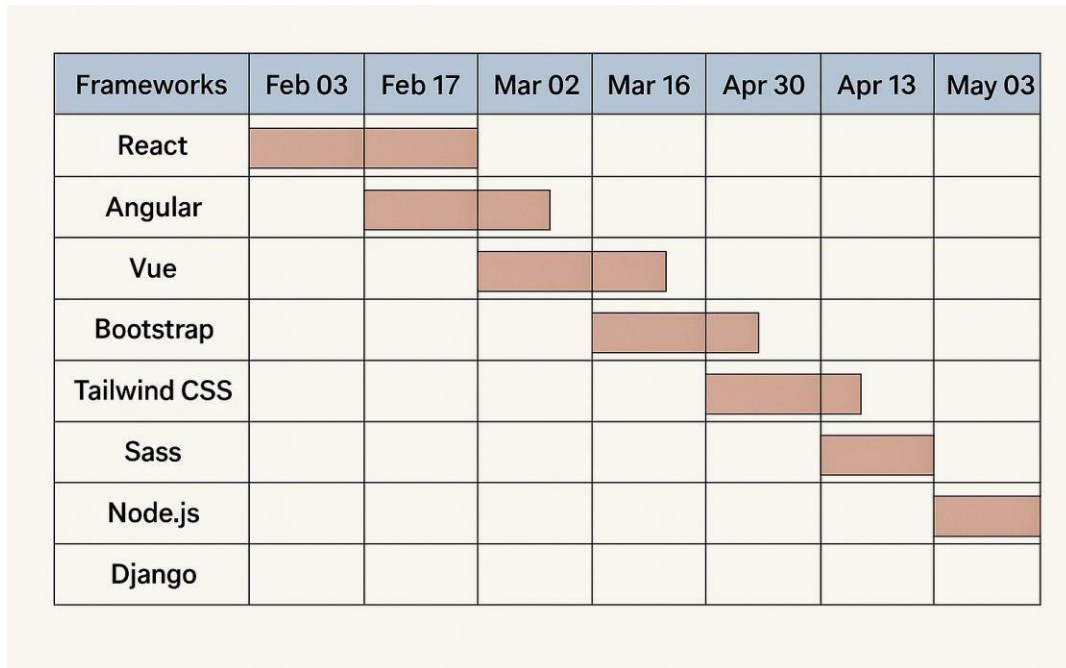 Frameworks Feb 03 Feb 17 Mar 02 Mar 16 Apr 30 Apr 13 May 03
React
Angular
Vue
Bootstrap
Tailwind CSS
Sass
Node.js
Django